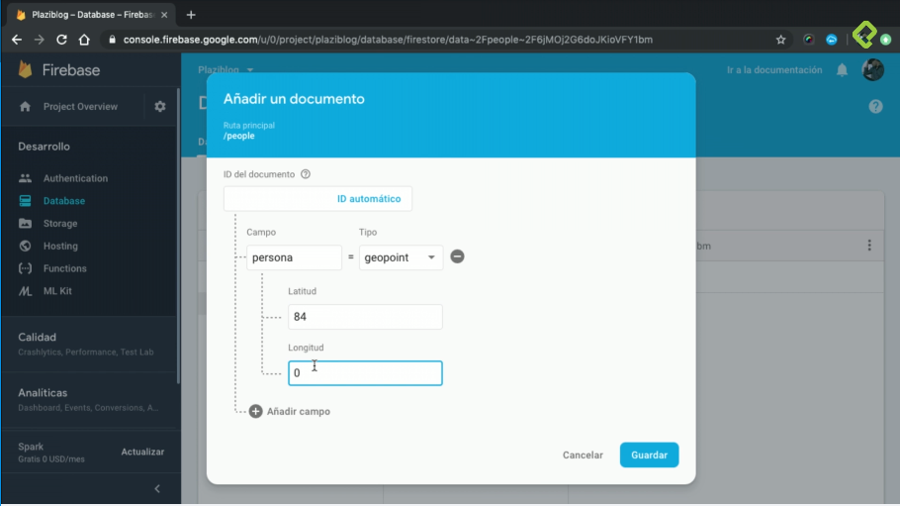 Plaziblog – Database – Firebas
console.firebase.google.com/u/0/project/plaziblog/database/firestore/data~2Fpeople~2F6jMOj2G6doJKioVFY1bm
Firebase
Plaziblog
Ir a la documentación
Project Overview
Desarrollo
Authentication
Database
Storage
Hosting
Functions
ML Kit
Calidad
Crashlytics, Performance, Test Lab
Analíticas
Dashboard, Events, Conversions, A...
Spark
Gratis 0 USD/mes
Actualizar
Añadir un documento
Ruta principal
/people
ID del documento
ID automático
Campo
Tipo
persona
=
geopoint
Latitud
84
Longitud
0
Añadir campo
Cancelar
Guardar
bm